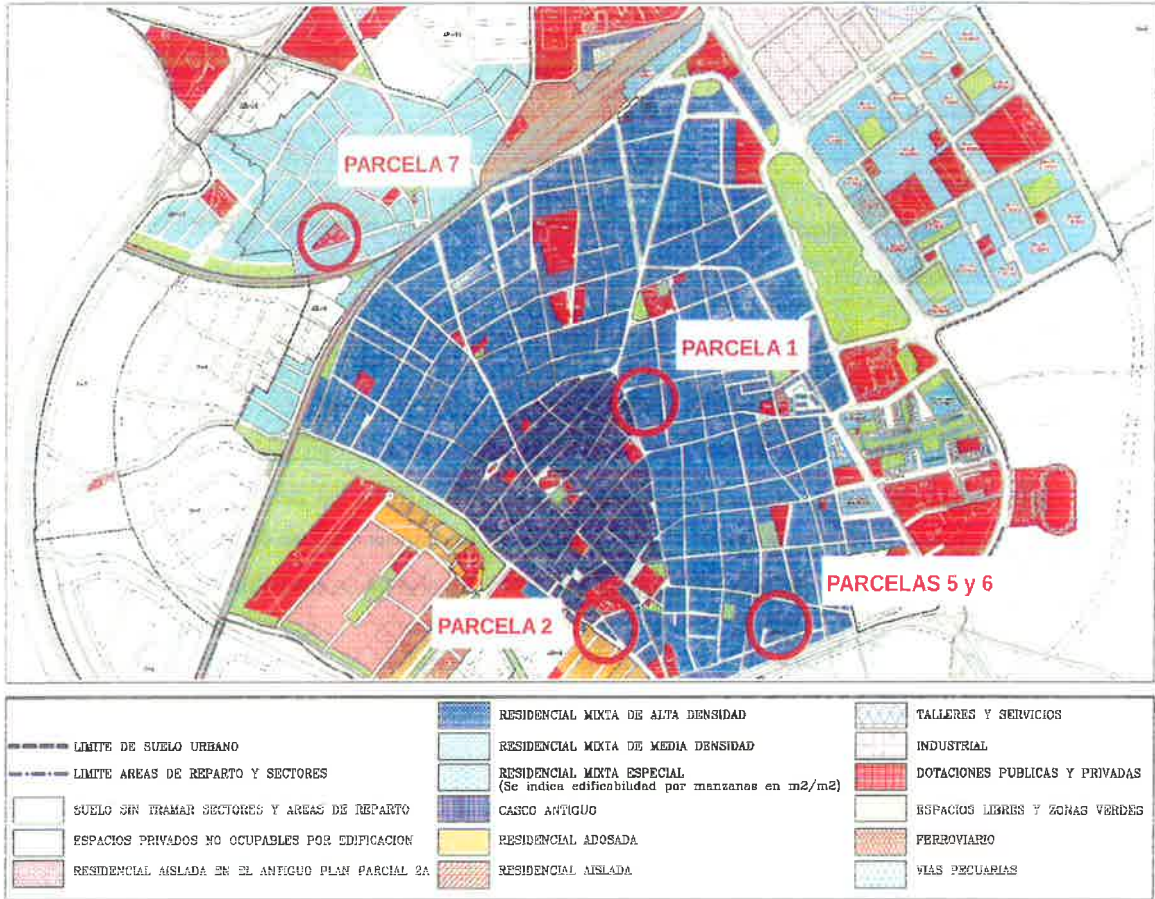 PARCELA 7
PARCELA 1
PARCELAS 5 y 6
PARCELA 2
LIMITE DE SUELO URBANO
LIMITE AREAS DE REPARTO Y SECTORES
SUELO SIN TRAMAR SECTORES Y AREAS DE REPARTO
ESPACIOS PRIVADOS NO OCUPABLES POR EDIFICACION
RESIDENCIAL AISLADA EN EL ANTIGUO PLAN PARCIAL 2A
RESIDENCIAL MIXTA DE ALTA DENSIDAD
RESIDENCIAL MIXTA DE MEDIA DENSIDAD
RESIDENCIAL MIXTA ESPECIAL
(Se indica edificabilidad por manzanas en m2/m2)
CASCO ANTIGUO
RESIDENCIAL ADOSADA
RESIDENCIAL AISLADA
TALLERES Y SERVICIOS
INDUSTRIAL
DOTACIONES PUBLICAS Y PRIVADAS
ESPACIOS LIBRES Y ZONAS VERDES
FERROVIARIO
VIAS PECUARIAS